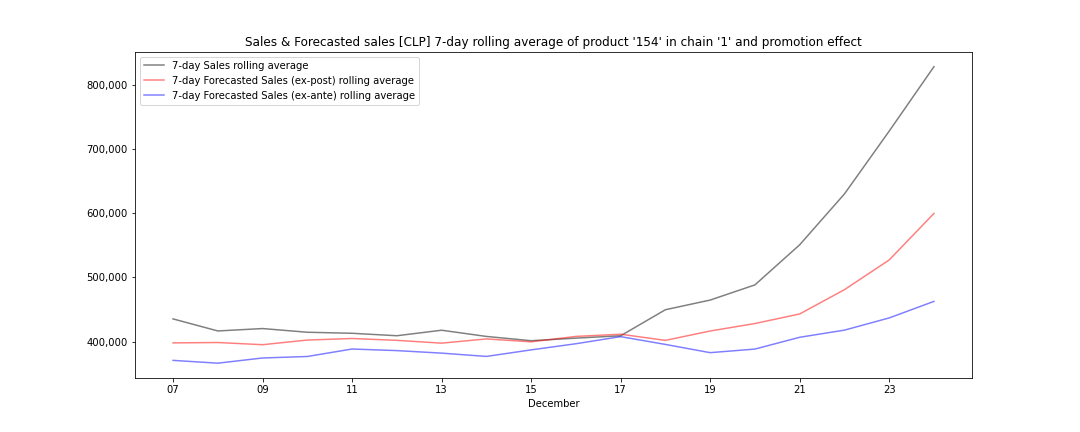 Sales & Forecasted sales [CLP] 7-day rolling average of product '154' in chain '1' and promotion effect
7-day Sales rolling average
7-day Forecasted Sales (ex-post) rolling average
7-day Forecasted Sales (ex-ante) rolling average
800,000
700,000
600,000
500,000
400,000
07 09 11 13 15 17 19 21 23
December